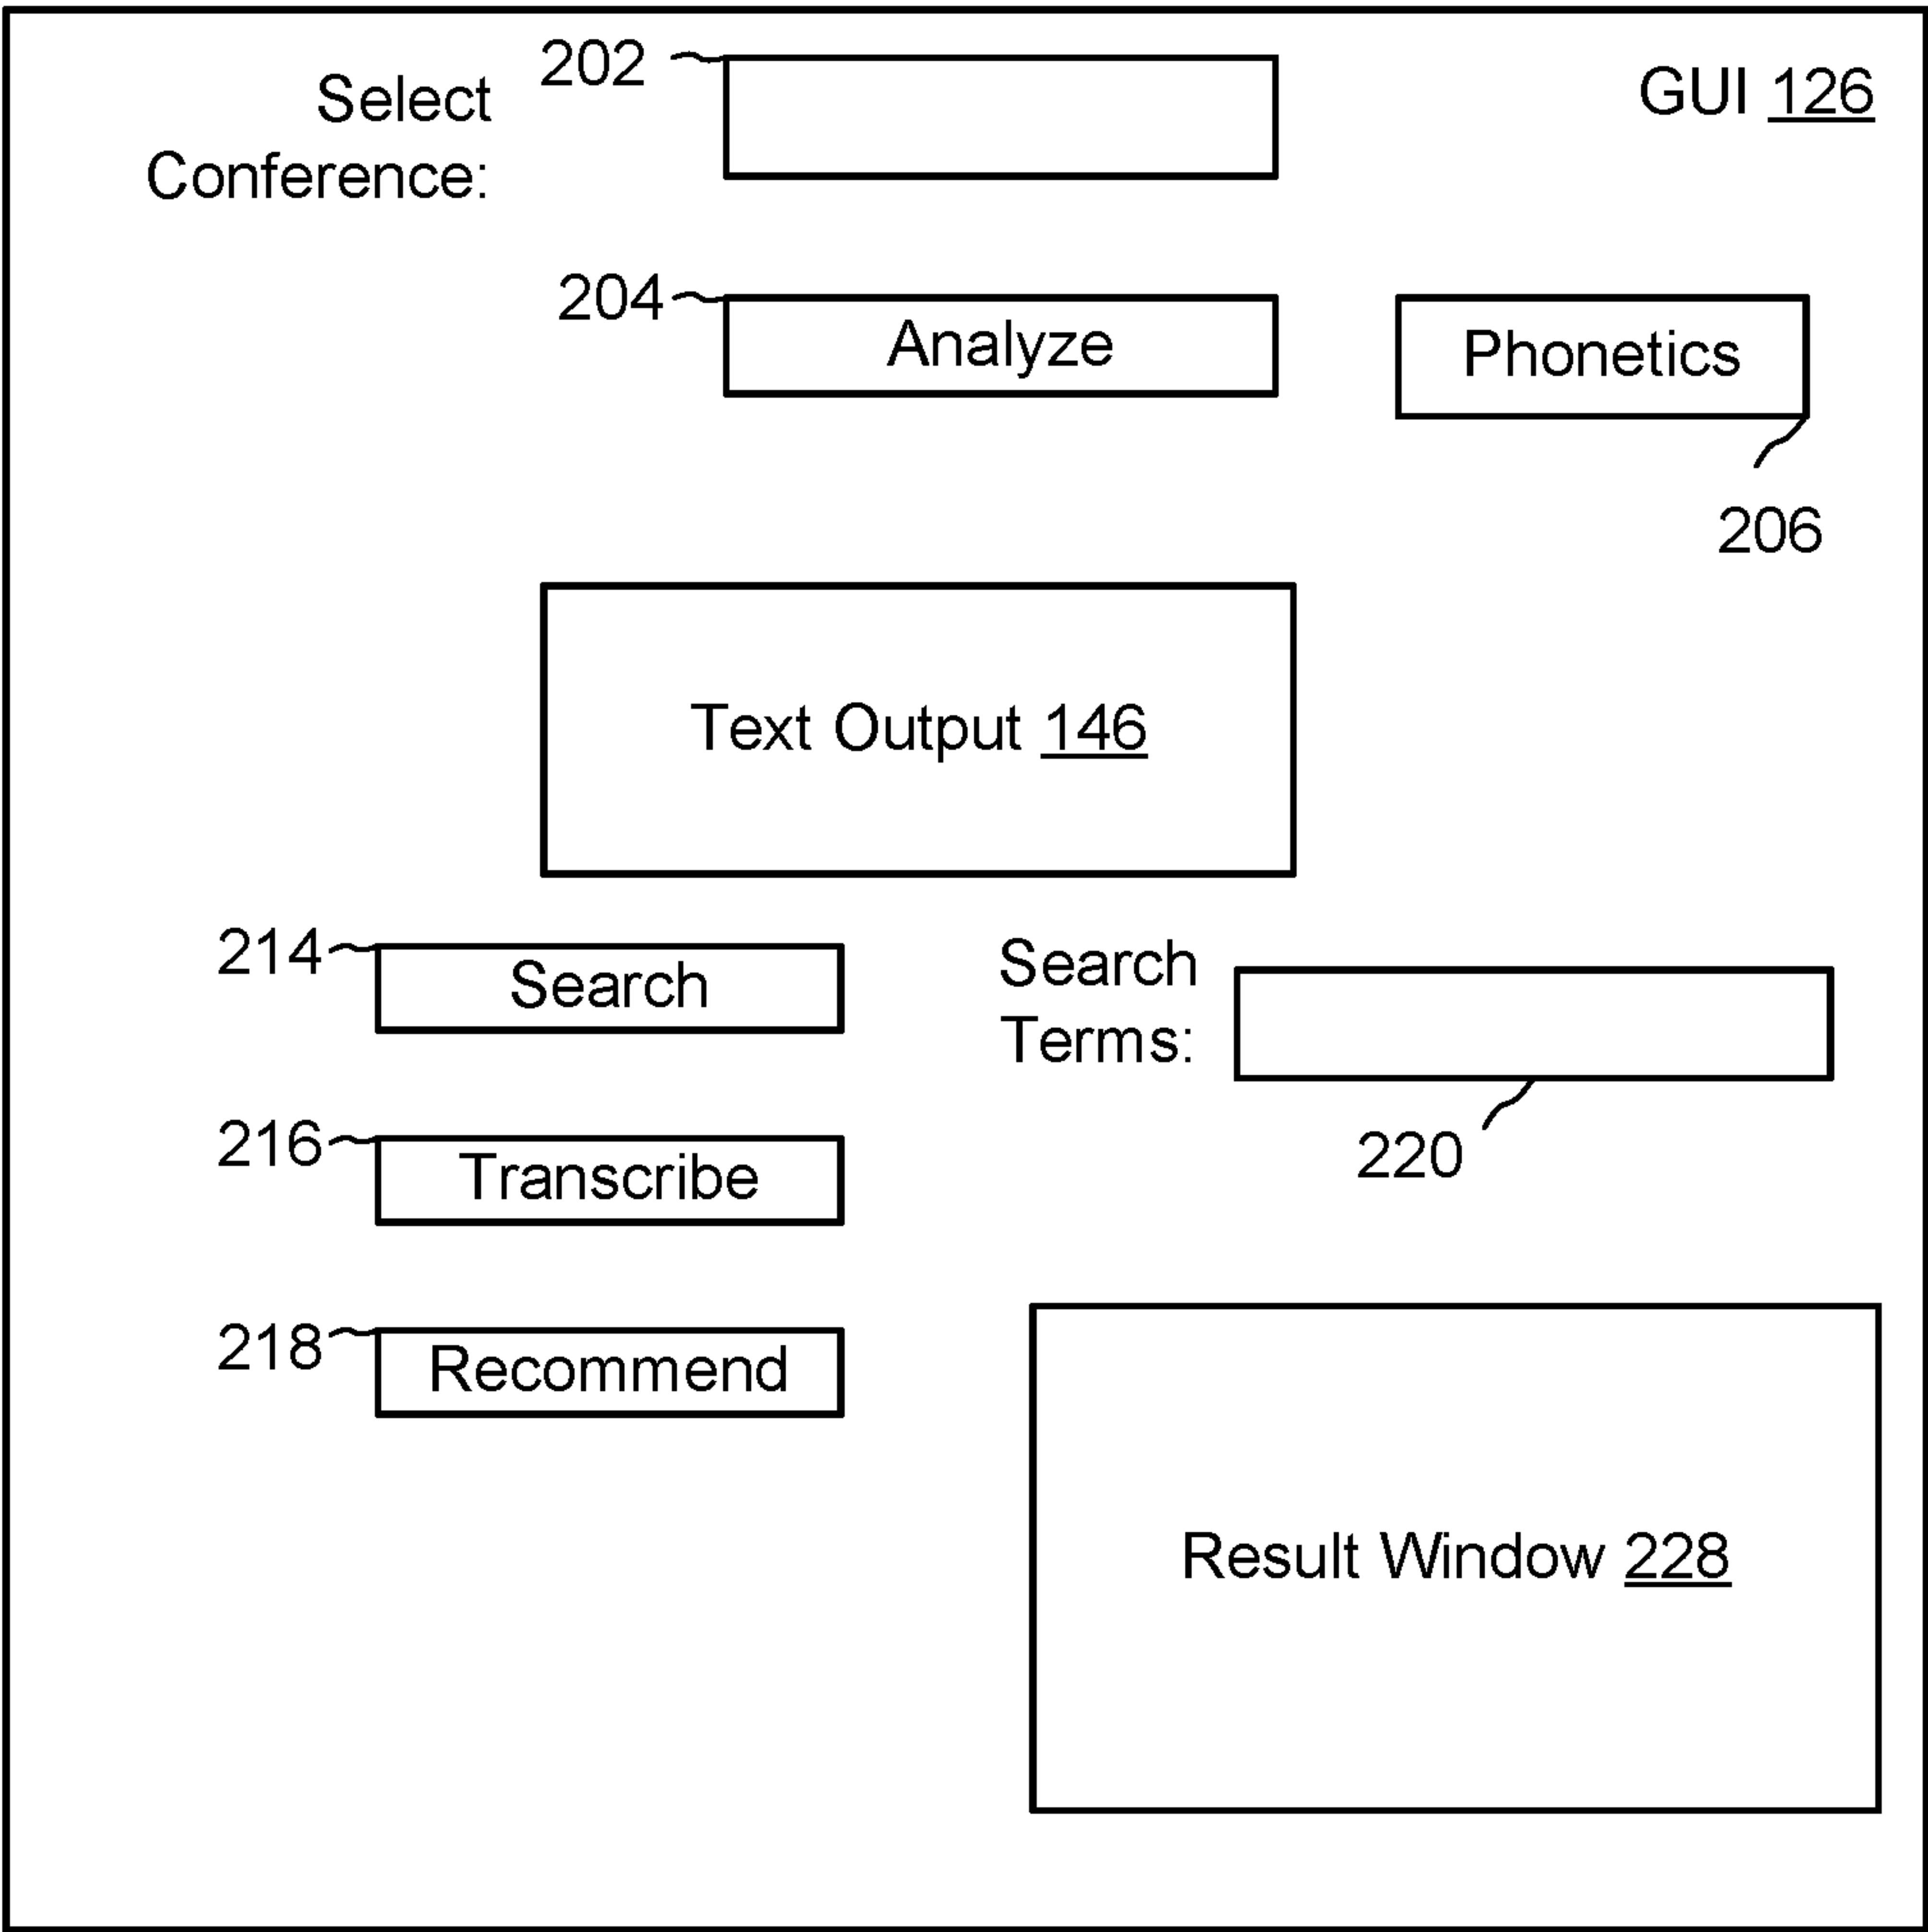 202
GUI 126
Select
Conference:
204
Analyze
Phonetics
206
Text Output 146
214
Search
Search
Terms:
216
Transcribe
220
218
Recommend
Result Window 228